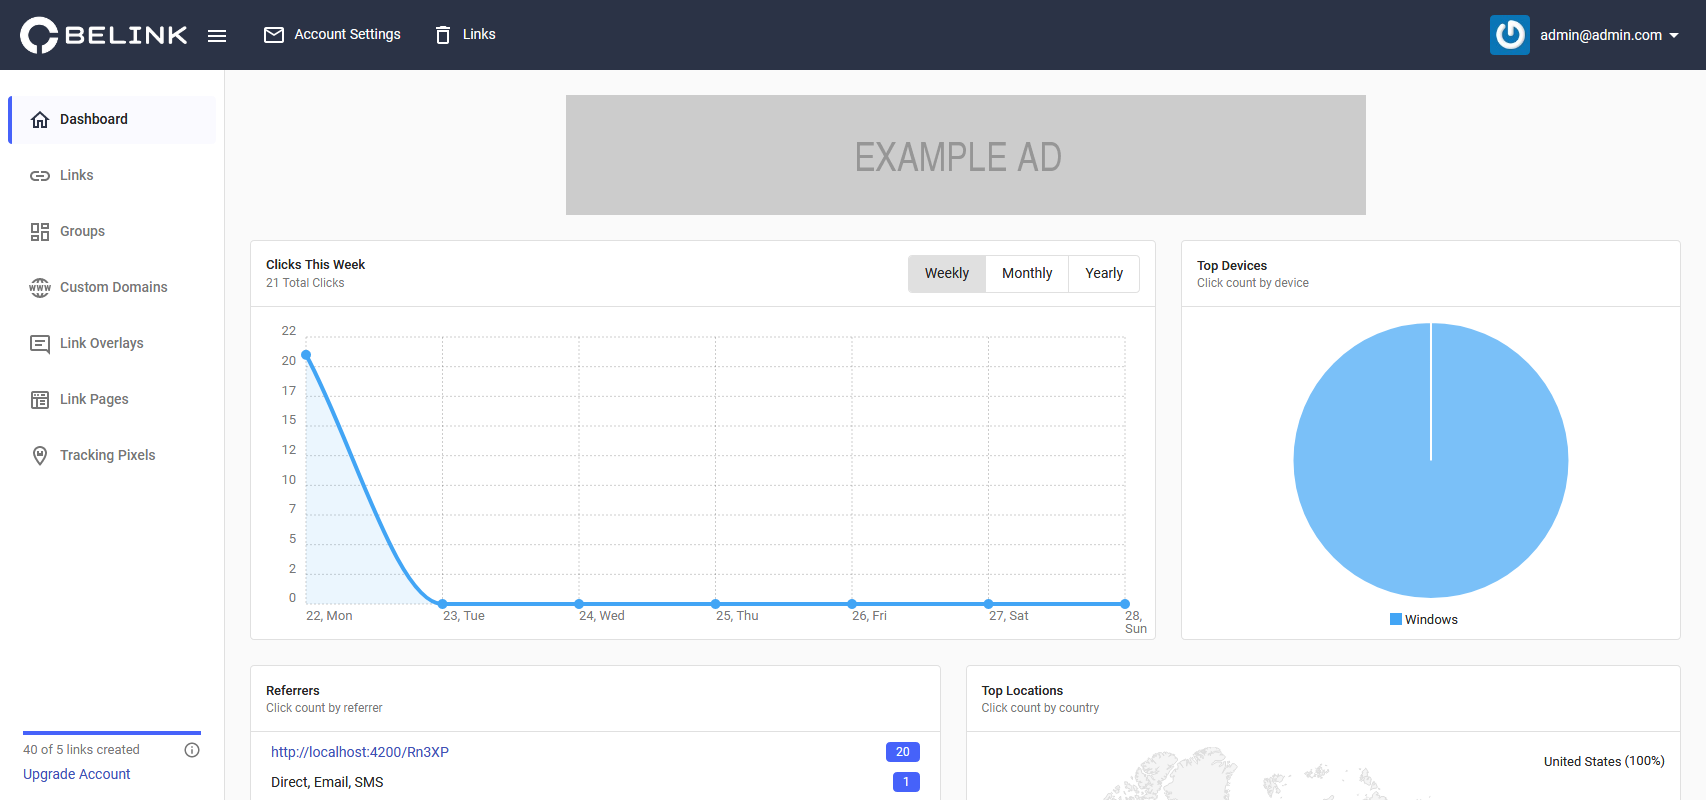 BELINK
Account Settings
Links
admin@admin.com
Dashboard
Links
Groups
Custom Domains
Link Overlays
Link Pages
Tracking Pixels
40 of 5 links created
Upgrade Account
EXAMPLE AD
Clicks This Week
21 Total Clicks
Weekly
Monthly
Yearly
22
20
17
15
12
10
7
5
2
0
22, Mon
23, Tue
24, Wed
25, Thu
26, Fri
27, Sat
28,
Sun
Top Devices
Click count by device
Windows
Referrers
Click count by referrer
http://localhost:4200/Rn3XP
20
Direct, Email, SMS
1
Top Locations
Click count by country
United States (100%)